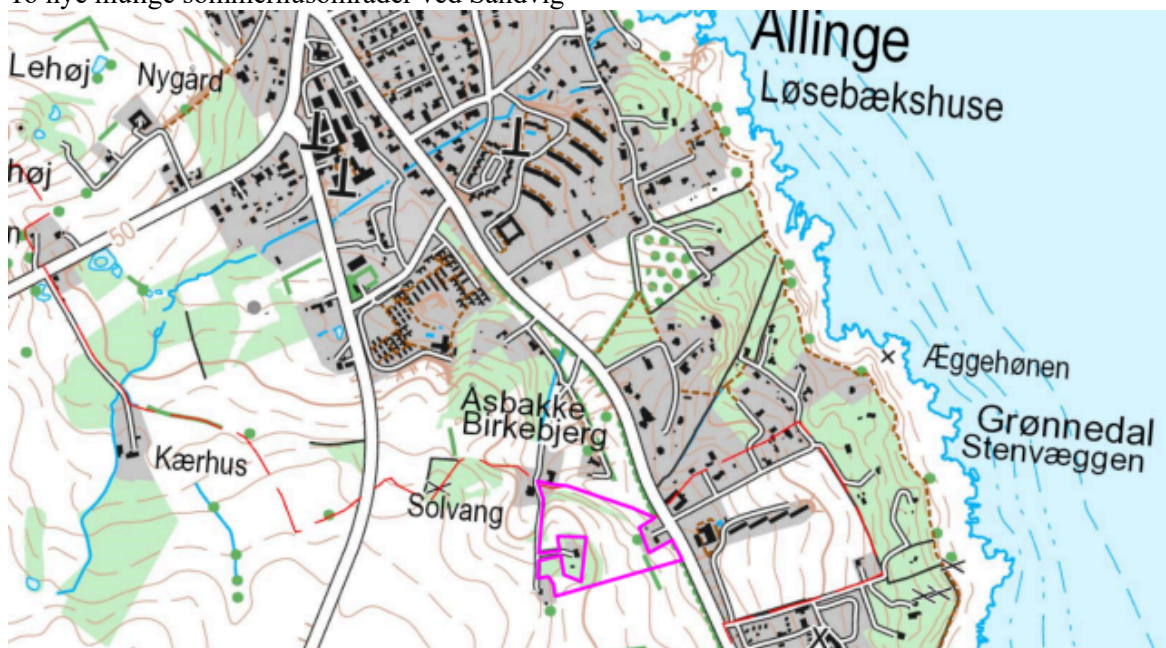 Allinge
Løsebækshuse
Lehøj
Nygård
høj
50
Æggehønen
Grønnedal
Stenvæggen
Åsbakke
Birkebjerg
Kærhus
Solvang